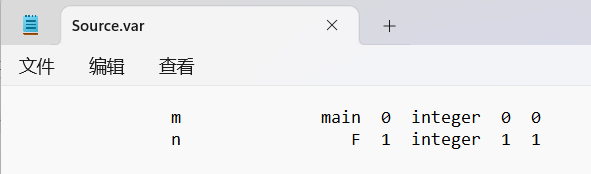 Source.var
文件 编辑 查看
m main 0 integer 0 0
n F 1 integer 1 1